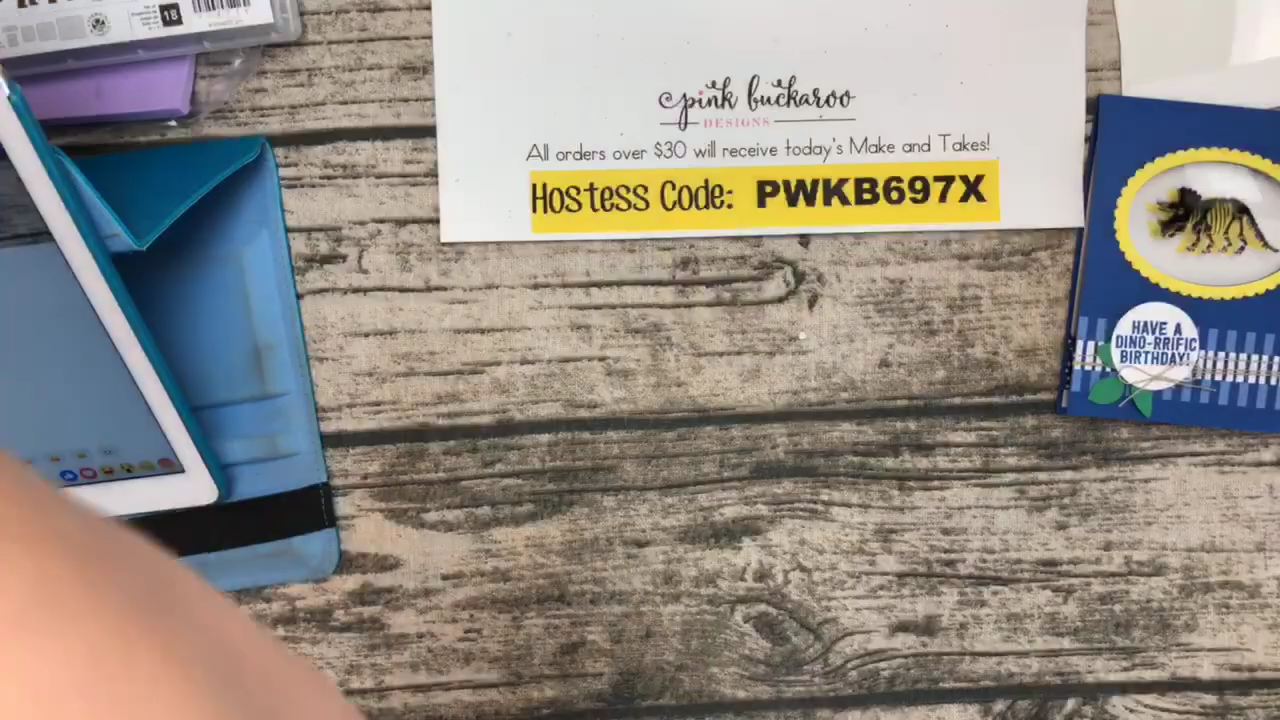 18
pink buckaroo
DESIGNS
All orders over $30 will receive today's Make and Takes!
Hostess Code: PWKB697X
HAVE A
DINO-RRIFIC
BIRTHDAY!